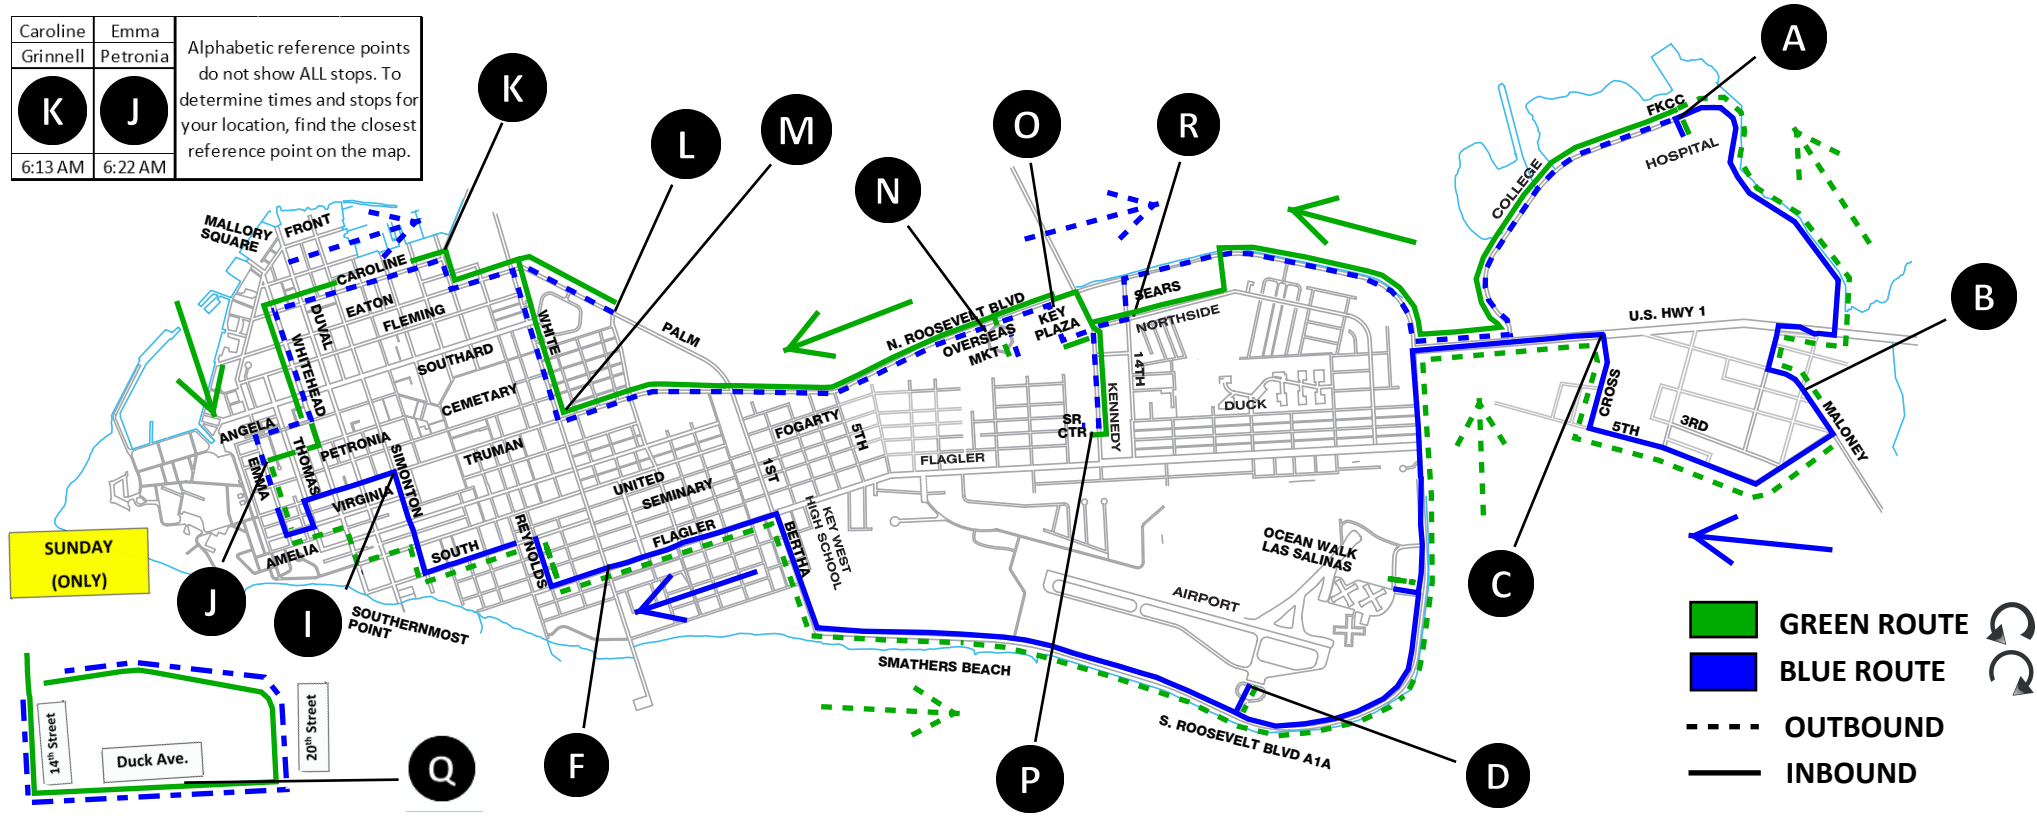 Caroline
Emma
Grinnell
Petronia
K
J
6:13 AM
6:22 AM
Alphabetic reference points
do not show ALL stops. To
determine times and stops for
your location, find the closest
reference point on the map.
A
K
L
M
O
R
N
B
FKCC
HOSPITAL
COLLEGE
MALLORY
SQUARE
FRONT
CAROLINE
EATON
FLEMING
DUVAL
WHITEHEAD
SOUTHARD
WHITE
PALM
CEMETARY
N. ROOSEVELT BLVD
OVERSEAS
MKT
KEY
PLAZA
SEARS
NORTHSIDE
14TH
U.S. HWY 1
CROSS
3RD
5TH
MALONEY
ANGELA
THOMAS
PETRONIA
EMMA
SIMONTON
TRUMAN
VIRGINIA
AMELIA
UNITED
SEMINARY
FLAGLER
SOUTH
REYNOLDS
1ST
FOGARTY
5TH
FLAGLER
SR
CTR
KENNEDY
DUCK
BERTHA
KEY WEST
HIGH SCHOOL
OCEAN WALK
LAS SALINAS
AIRPORT
SMATHERS BEACH
S. ROOSEVELT BLVD A1A
SOUTHERNMOST
POINT
SUNDAY
(ONLY)
J
I
F
P
D
C
14th Street
Duck Ave.
20th Street
Q
GREEN ROUTE
BLUE ROUTE
OUTBOUND
INBOUND